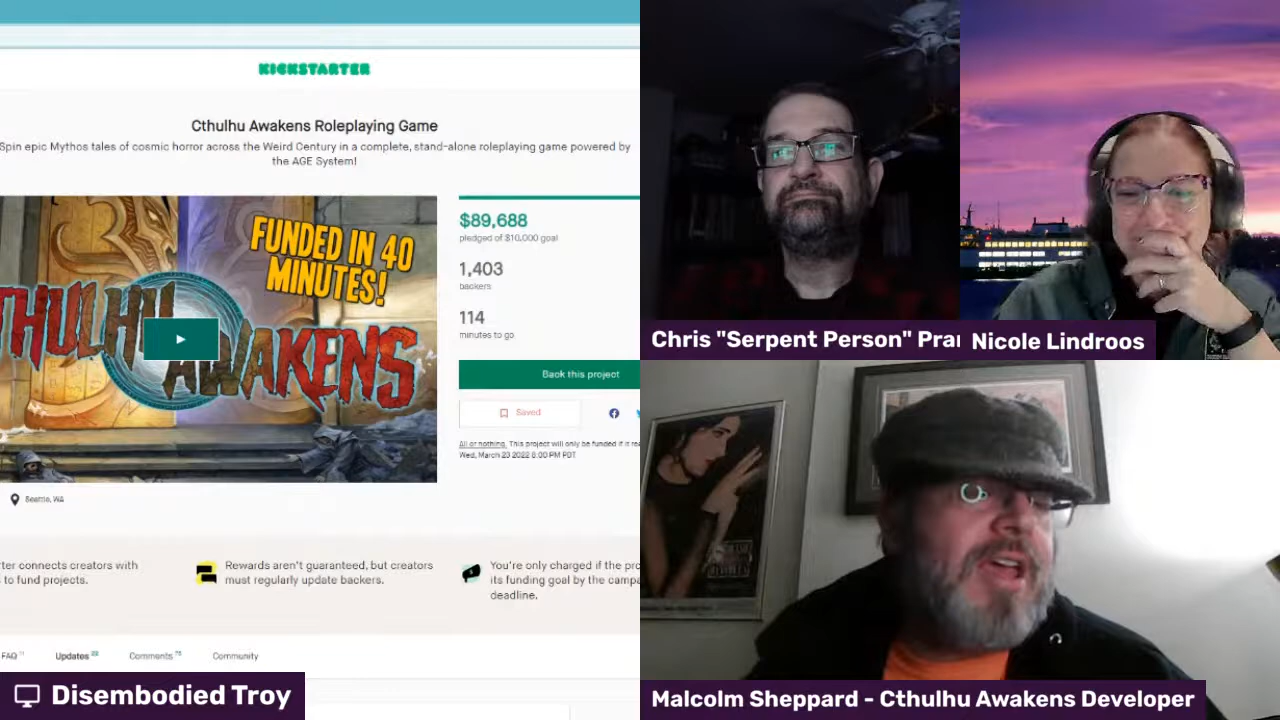 KICKSTARTER
Cthulhu Awakens Roleplaying Game
Spin epic Mythos tales of cosmic horror across the Weird Century in a complete, stand-alone roleplaying game powered by
the AGE System!
FUNDED IN 40
MINUTES!
THULHU
AWAKENS
$89,688
pledged of $10,000 goal
1,403
backers
114
minutes to go
Back this project
Saved
All or nothing. This project will only be funded if it
Wed, March 23 2022 8:00 PM PDT
Seattle, WA
connects creators with
to fund projects.
Rewards aren't guaranteed, but creators
must regularly update backers.
You're only charged if the
its funding goal by the
deadline.
FAQ
Updates
Comments
Community
Disembodied Troy
Chris "Serpent Person"
Nicole Lindroos
Malcolm Sheppard - Cthulhu Awakens Developer